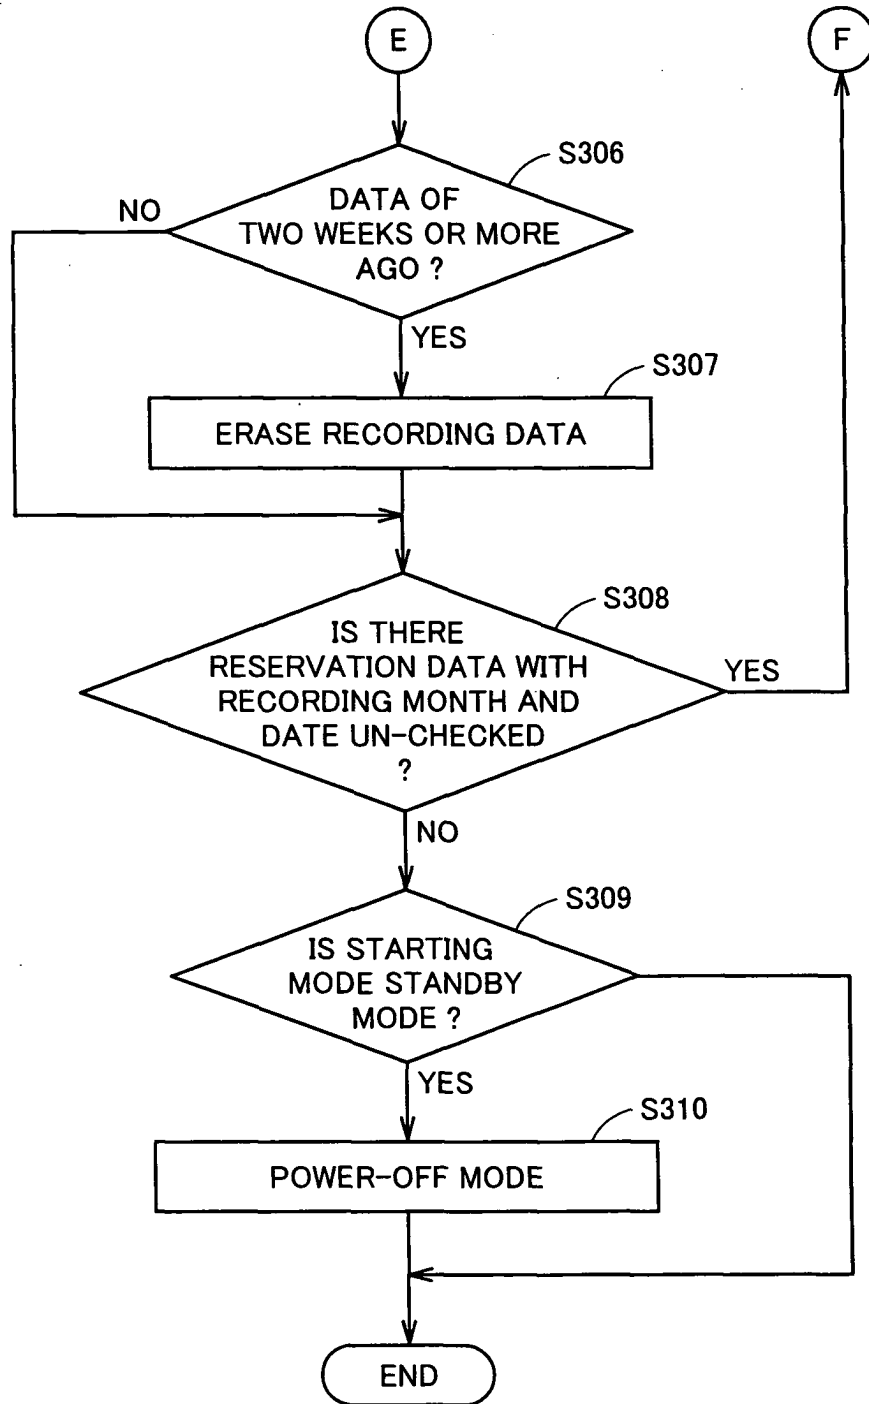 E
F
S306
DATA OF
TWO WEEKS OR MORE
AGO ?
NO
YES
S307
ERASE RECORDING DATA
S308
IS THERE
RESERVATION DATA WITH
RECORDING MONTH AND
DATE UN-CHECKED
?
YES
NO
S309
IS STARTING
MODE STANDBY
MODE ?
YES
S310
POWER-OFF MODE
END